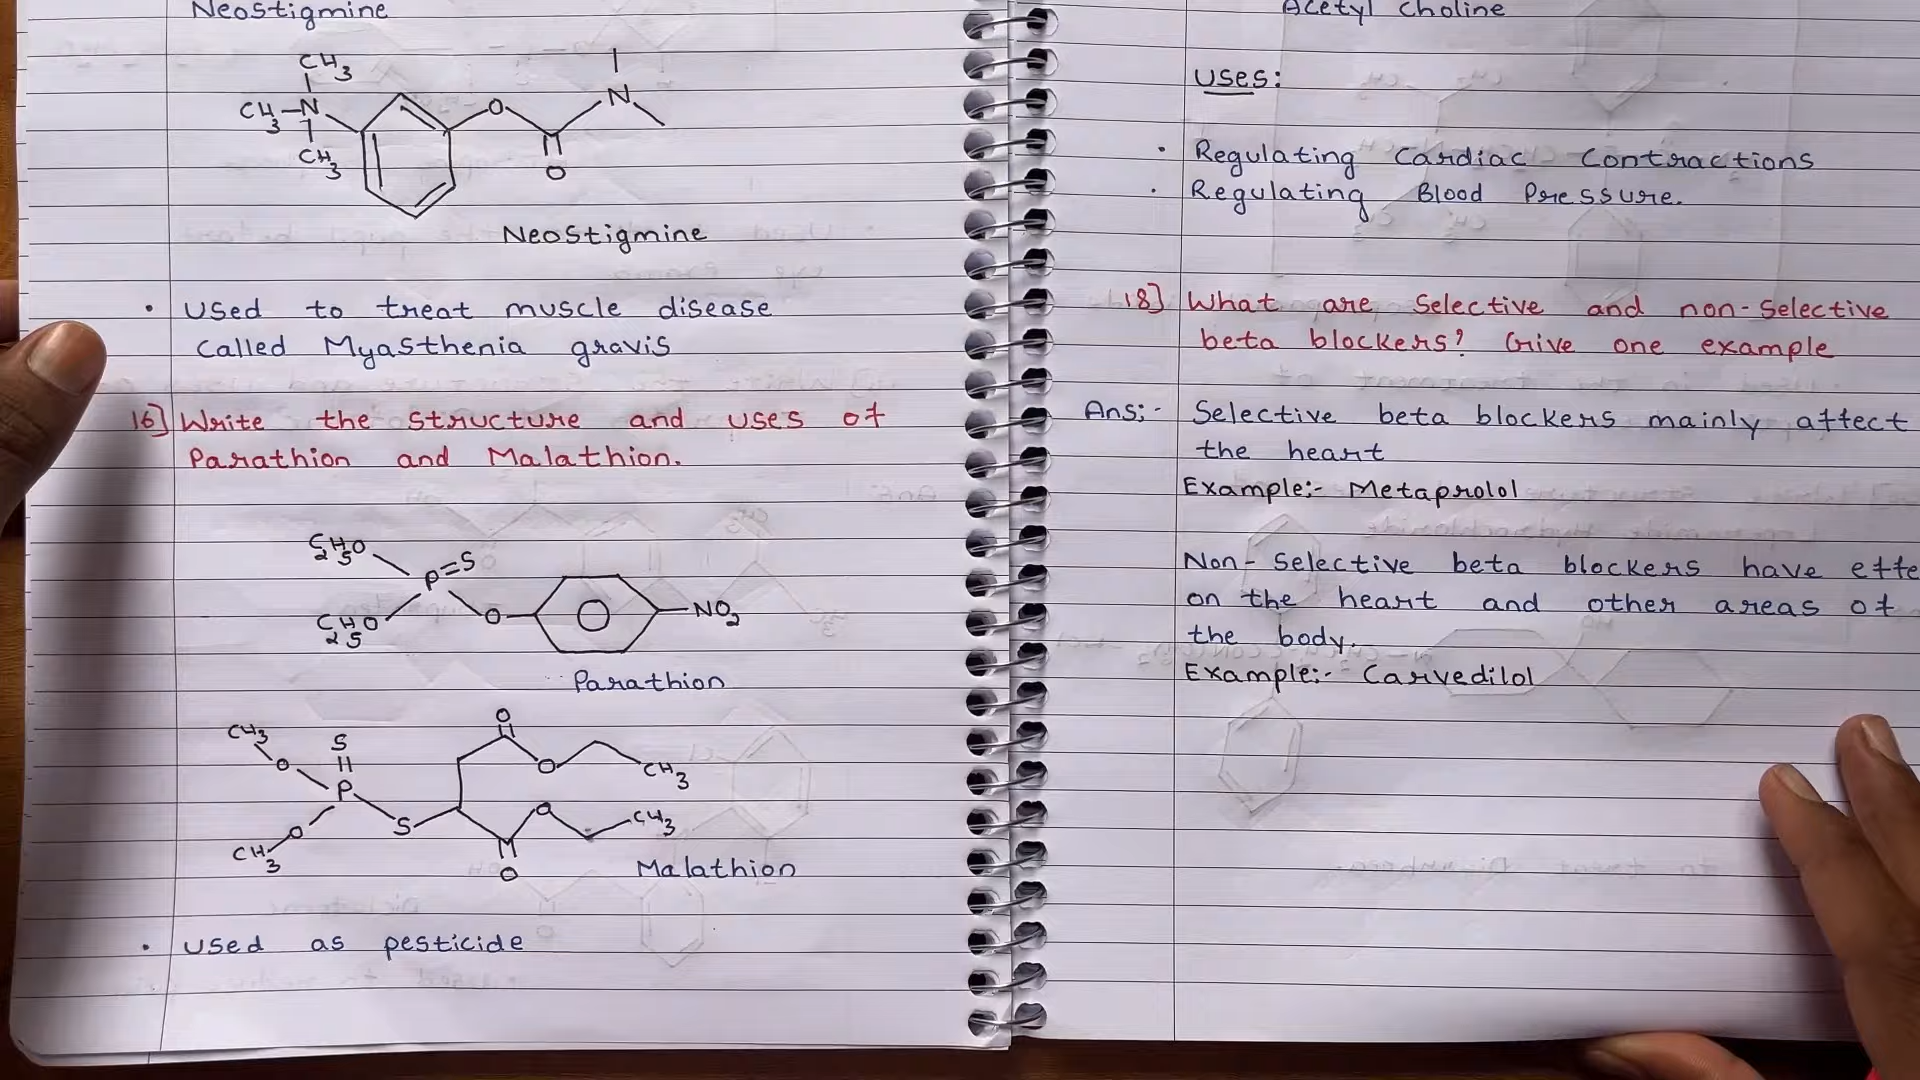 Neostigmine
CH3
CH3-N
CH3
O
N
O
Neostigmine
• Used to treat muscle disease
called Myasthenia gravis
16] Write the structure and uses of
Parathion and Malathion.
C2H5O
P=S
C2H5O
O
NO2
Parathion
CH3
S
O
O
P
O
CH3
S
O
CH3
O
CH3
O
Malathion
• Used as pesticide
Acetyl choline
Uses:
• Regulating Cardiac Contractions
• Regulating Blood Pressure.
18] What are Selective and non-Selective
beta blockers? Give one example
Ans:- Selective beta blockers mainly affect
the heart
Example:- Metaprolol
Non-Selective beta blockers have effe
on the heart and other areas of
the body.
Example:- Carvedilol